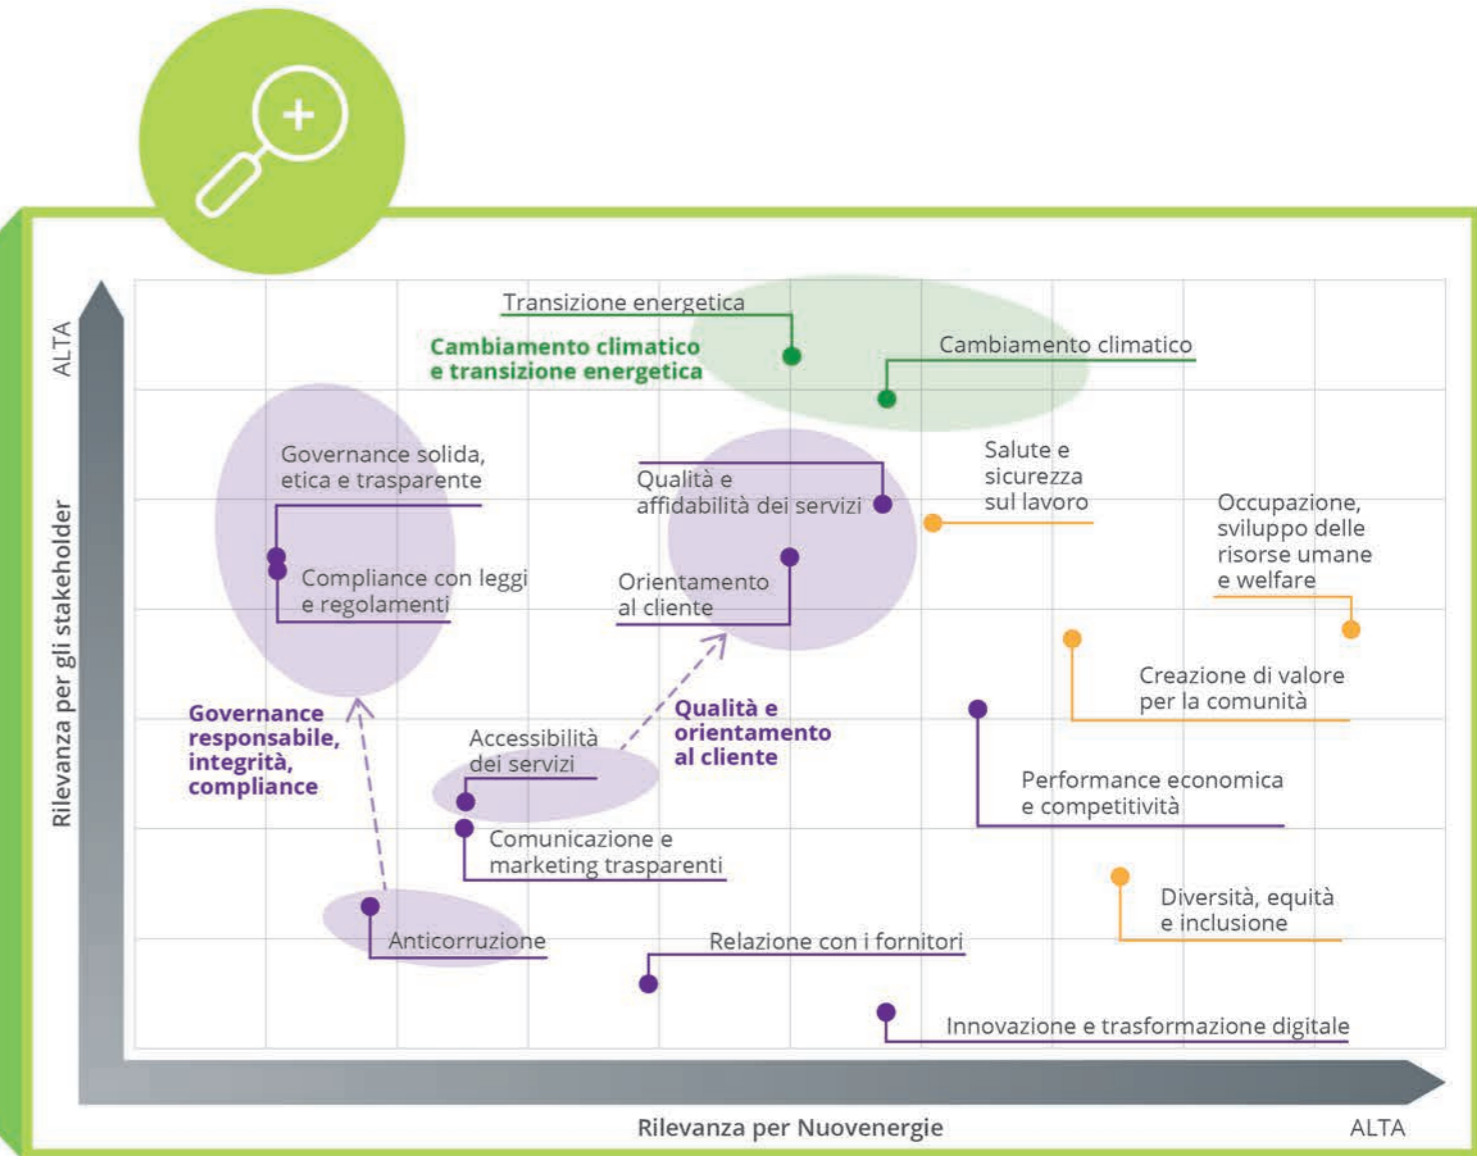 Transizione energetica
Cambiamento climatico
e transizione energetica
Cambiamento climatico
ALTA
Governance solida,
etica e trasparente
Qualità e
affidabilità dei servizi
Salute e
sicurezza
sul lavoro
Occupazione,
sviluppo delle
risorse umane
e welfare
Compliance con leggi
e regolamenti
Orientamento
al cliente
Rilevanza per gli stakeholder
Creazione di valore
per la comunità
Governance
responsabile,
integrità,
compliance
Qualità e
orientamento
al cliente
Accessibilità
dei servizi
Performance economica
e competitività
Comunicazione e
marketing trasparenti
Diversità, equità
e inclusione
Anticorruzione
Relazione con i fornitori
Innovazione e trasformazione digitale
Rilevanza per Nuovenergie
ALTA